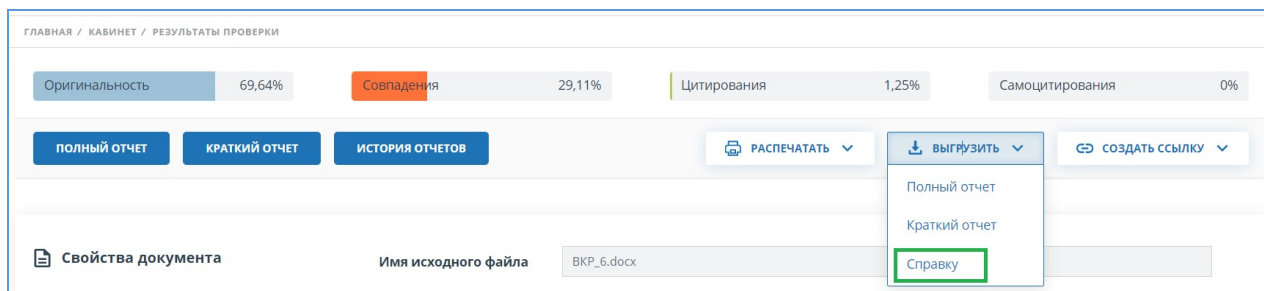 ГЛАВНАЯ / КАБИНЕТ / РЕЗУЛЬТАТЫ ПРОВЕРКИ
Оригинальность 69,64% Совпадения 29,11% Цитирования 1,25% Самоцитирования 0%
ПОЛНЫЙ ОТЧЕТ КРАТКИЙ ОТЧЕТ ИСТОРИЯ ОТЧЕТОВ РАСПЕЧАТАТЬ ВЫГРУЗИТЬ СОЗДАТЬ ССЫЛКУ
Полный отчет
Краткий отчет
Свойства документа Имя исходного файла ВКР_6.docx Справку